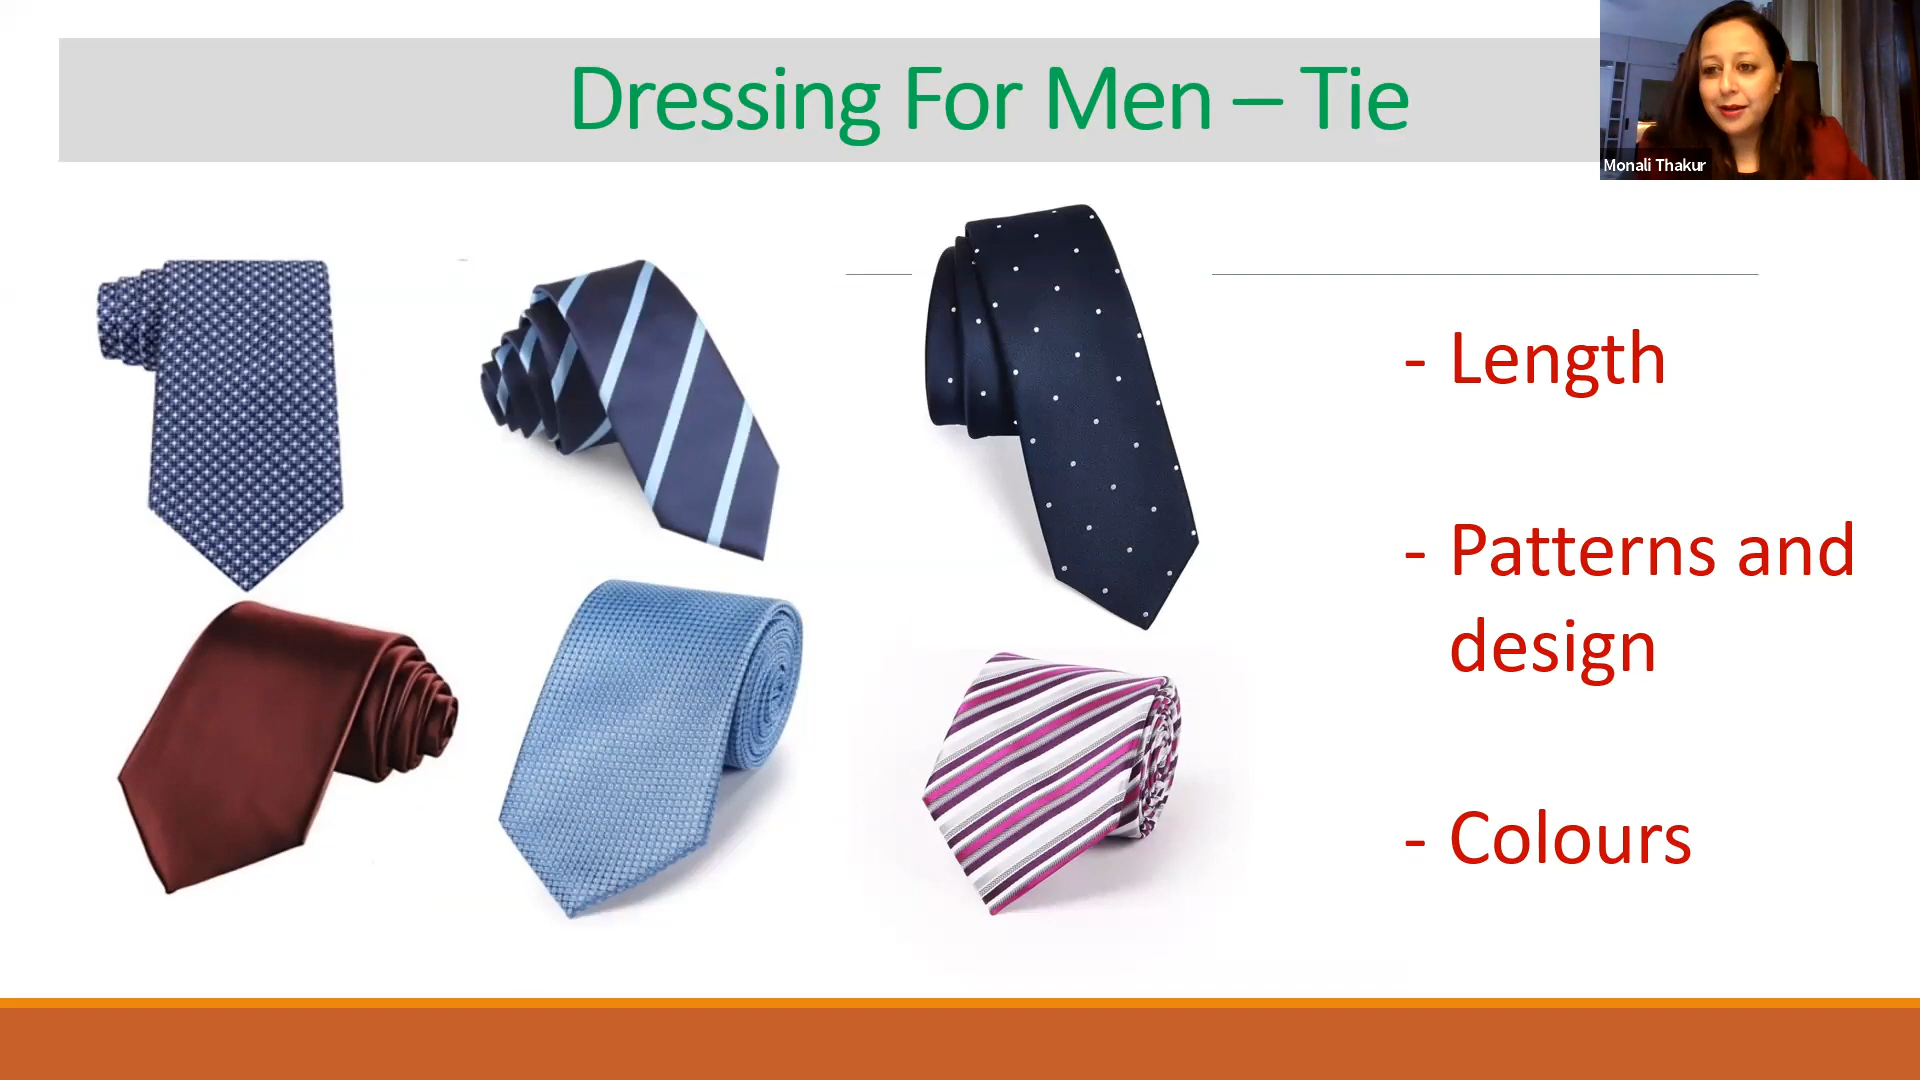 Dressing For Men – Tie
Monali Thakur
- Length
- Patterns and
design
- Colours